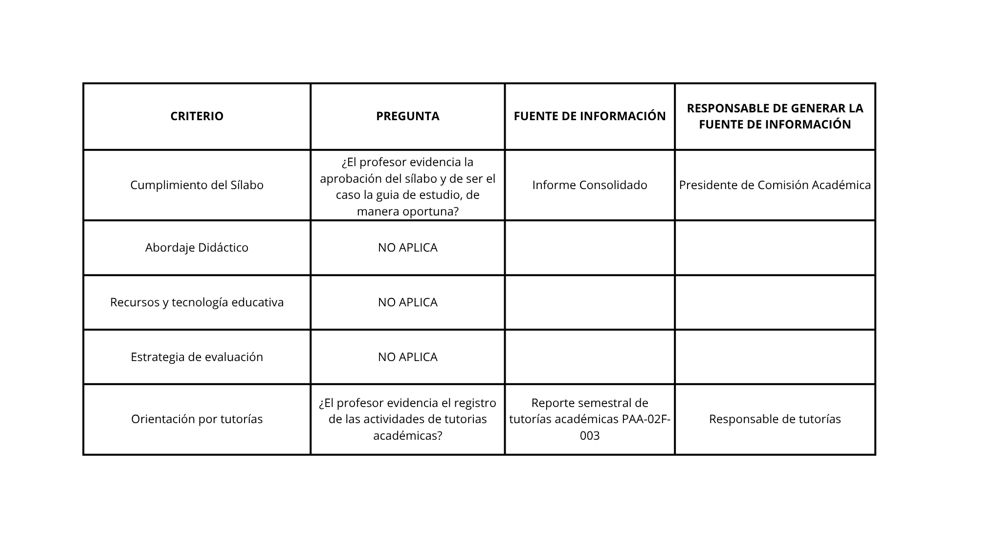 CRITERIO
PREGUNTA
FUENTE DE INFORMACIÓN
RESPONSABLE DE GENERAR LA
FUENTE DE INFORMACIÓN
Cumplimiento del Sílabo
¿El profesor evidencia la
aprobación del sílabo y de ser el
caso la guia de estudio, de
manera oportuna?
Informe Consolidado
Presidente de Comisión Académica
Abordaje Didáctico
NO APLICA
Recursos y tecnología educativa
NO APLICA
Estrategia de evaluación
NO APLICA
Orientación por tutorías
¿El profesor evidencia el registro
de las actividades de tutorias
académicas?
Reporte semestral de
tutorías académicas PAA-02F-
003
Responsable de tutorías